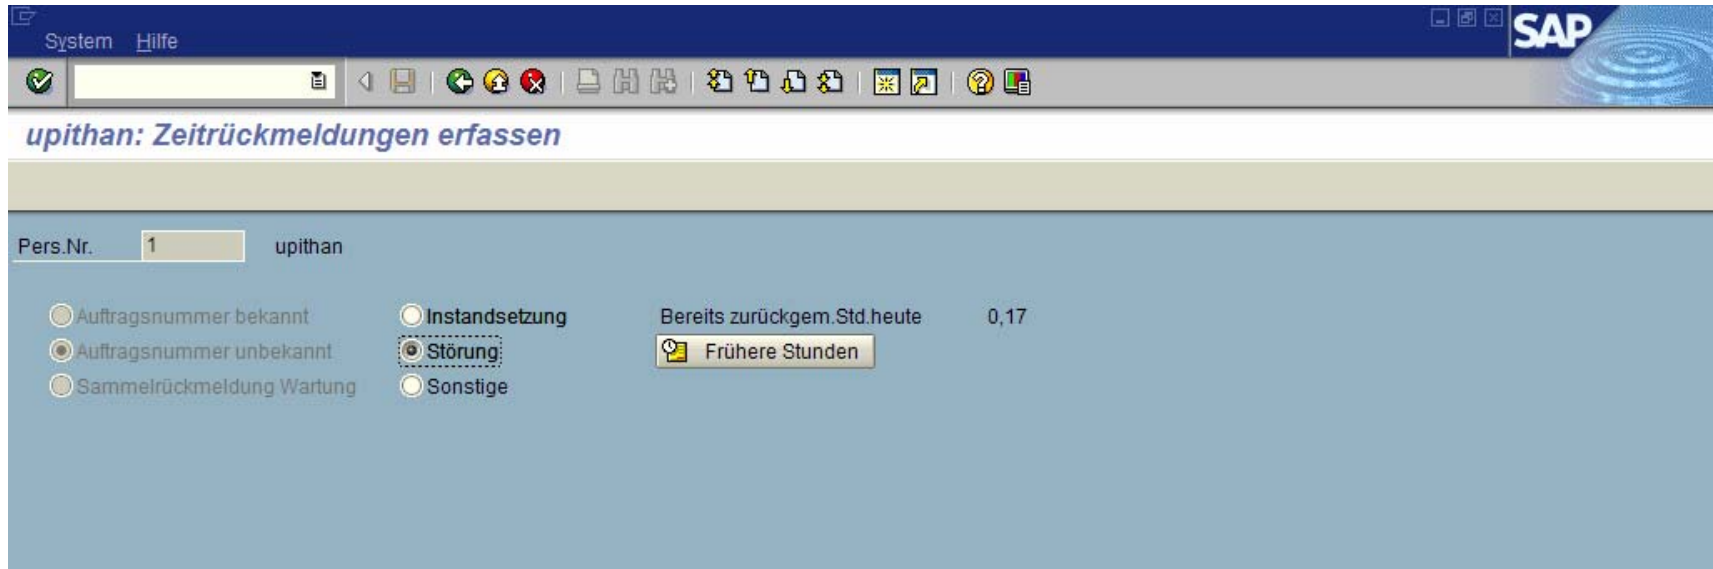 System Hilfe
SAP
upithan: Zeitrückmeldungen erfassen
Pers.Nr. 1 upithan
Auftragsnummer bekannt Instandsetzung Bereits zurückgem.Std.heute 0,17
Auftragsnummer unbekannt Störung Frühere Stunden
Sammelrückmeldung Wartung Sonstige